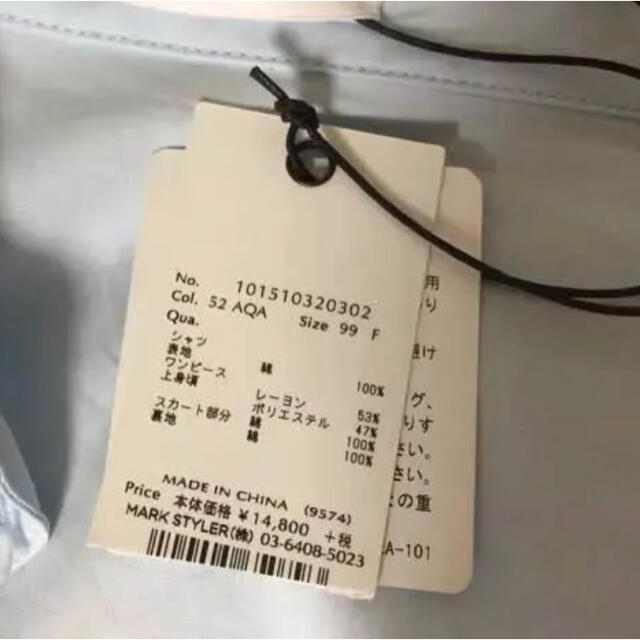 No. 101510320302
Col. 52 AQA Size 99 F
Qua.
シャツ
表地 綿 100%
ワンピース
上身頃 レーヨン 53%
ポリエステル 47%
スカート部分 綿 100%
裏地 綿 100%
MADE IN CHINA (9574)
Price 本体価格 ¥14,800 +税
MARK STYLER(株) 03-6408-5023
用
り
け
グ、
りす
さい。
さい。
の重
A-101